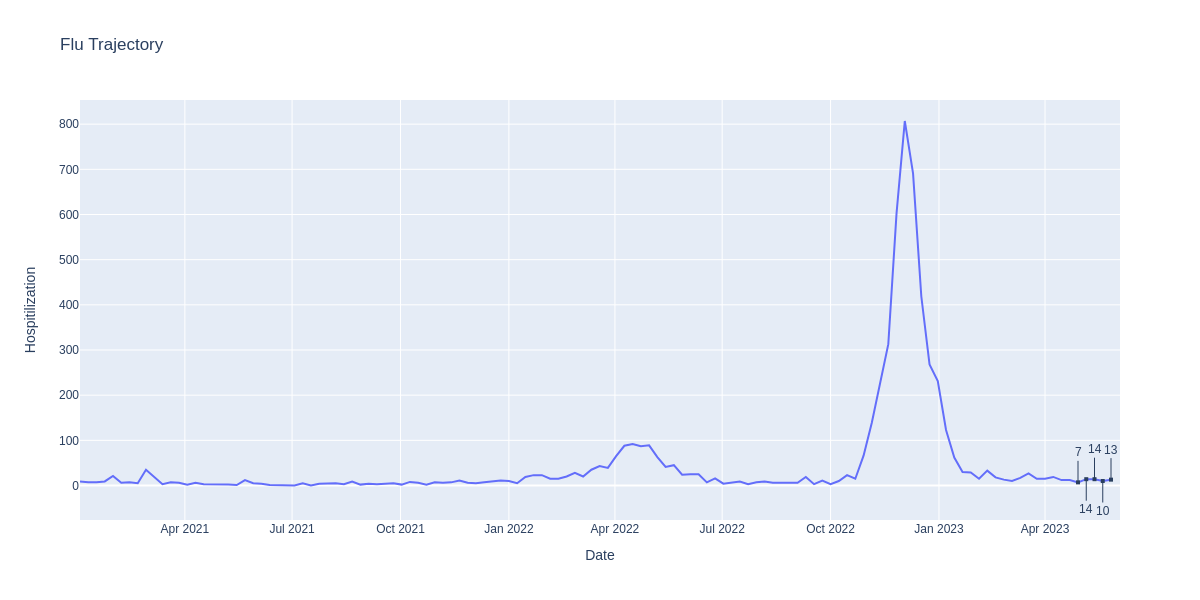 Flu Trajectory
800
700
600
500
400
300
200
100
0
Hospitilization
7
14
14
10
13
Apr 2021
Jul 2021
Oct 2021
Jan 2022
Apr 2022
Jul 2022
Oct 2022
Jan 2023
Apr 2023
Date